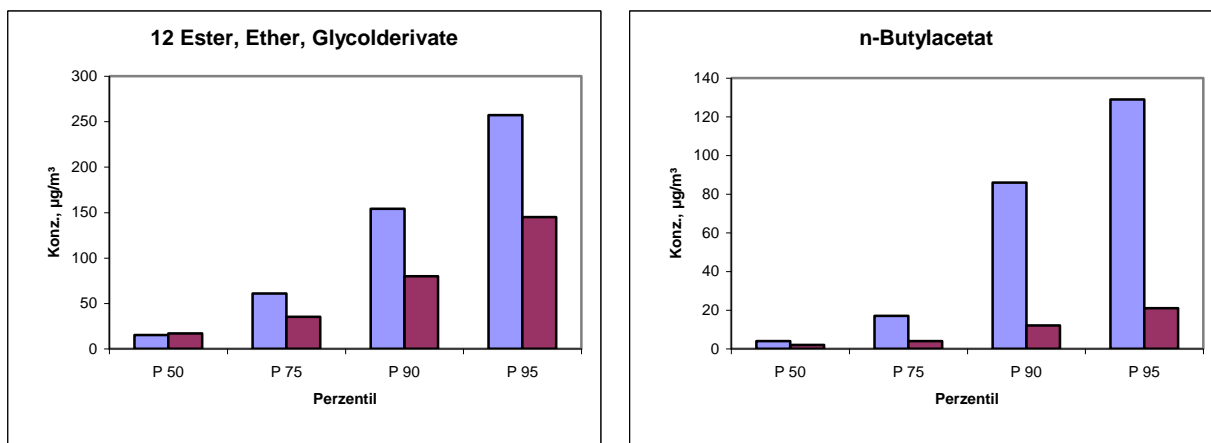 12 Ester, Ether, Glycolderivate
300
250
200
150
100
50
0
Konz., µg/m³
P 50 P 75 P 90 P 95
Perzentil
n-Butylacetat
140
120
100
80
60
40
20
0
Konz., µg/m³
P 50 P 75 P 90 P 95
Perzentil